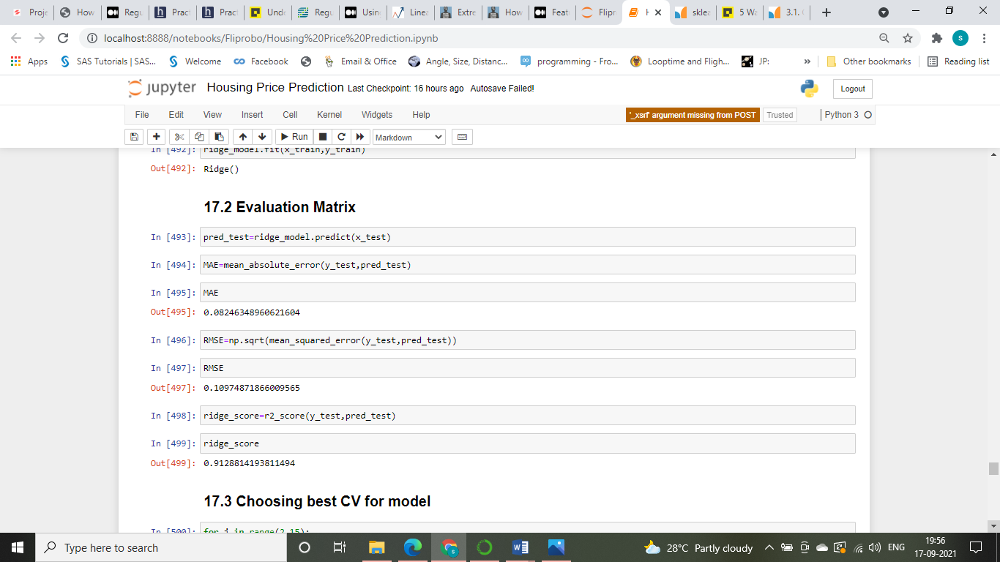 Proje
How
Regu
Pract
Pract
Unde
Regu
Using
Linea
Extre
How
Feat
Flipr
H
sklea
5 Wa
3.1. (
localhost:8888/notebooks/Fliprobo/Housing%20Price%20Prediction.ipynb
s
Apps
SAS Tutorials | SAS...
Welcome
Facebook
Email & Office
Angle, Size, Distanc...
programming - Fro...
Looptime and Fligh...
JP:
»
Other bookmarks
Reading list
jupyter Housing Price Prediction Last Checkpoint: 16 hours ago Autosave Failed!
Logout
File Edit View Insert Cell Kernel Widgets Help
'_xsrf' argument missing from POST
Trusted
Python 3
Run
Markdown
In [492]: ridge_model.fit(x_train,y_train)
Out[492]: Ridge()
17.2 Evaluation Matrix
In [493]: pred_test=ridge_model.predict(x_test)
In [494]: MAE=mean_absolute_error(y_test,pred_test)
In [495]: MAE
Out[495]: 0.08246348960621604
In [496]: RMSE=np.sqrt(mean_squared_error(y_test,pred_test))
In [497]: RMSE
Out[497]: 0.10974871866009565
In [498]: ridge_score=r2_score(y_test,pred_test)
In [499]: ridge_score
Out[499]: 0.9128814193811494
17.3 Choosing best CV for model
In [500]: for i in range(2,15):
Type here to search
28°C Partly cloudy
ENG
19:56
17-09-2021